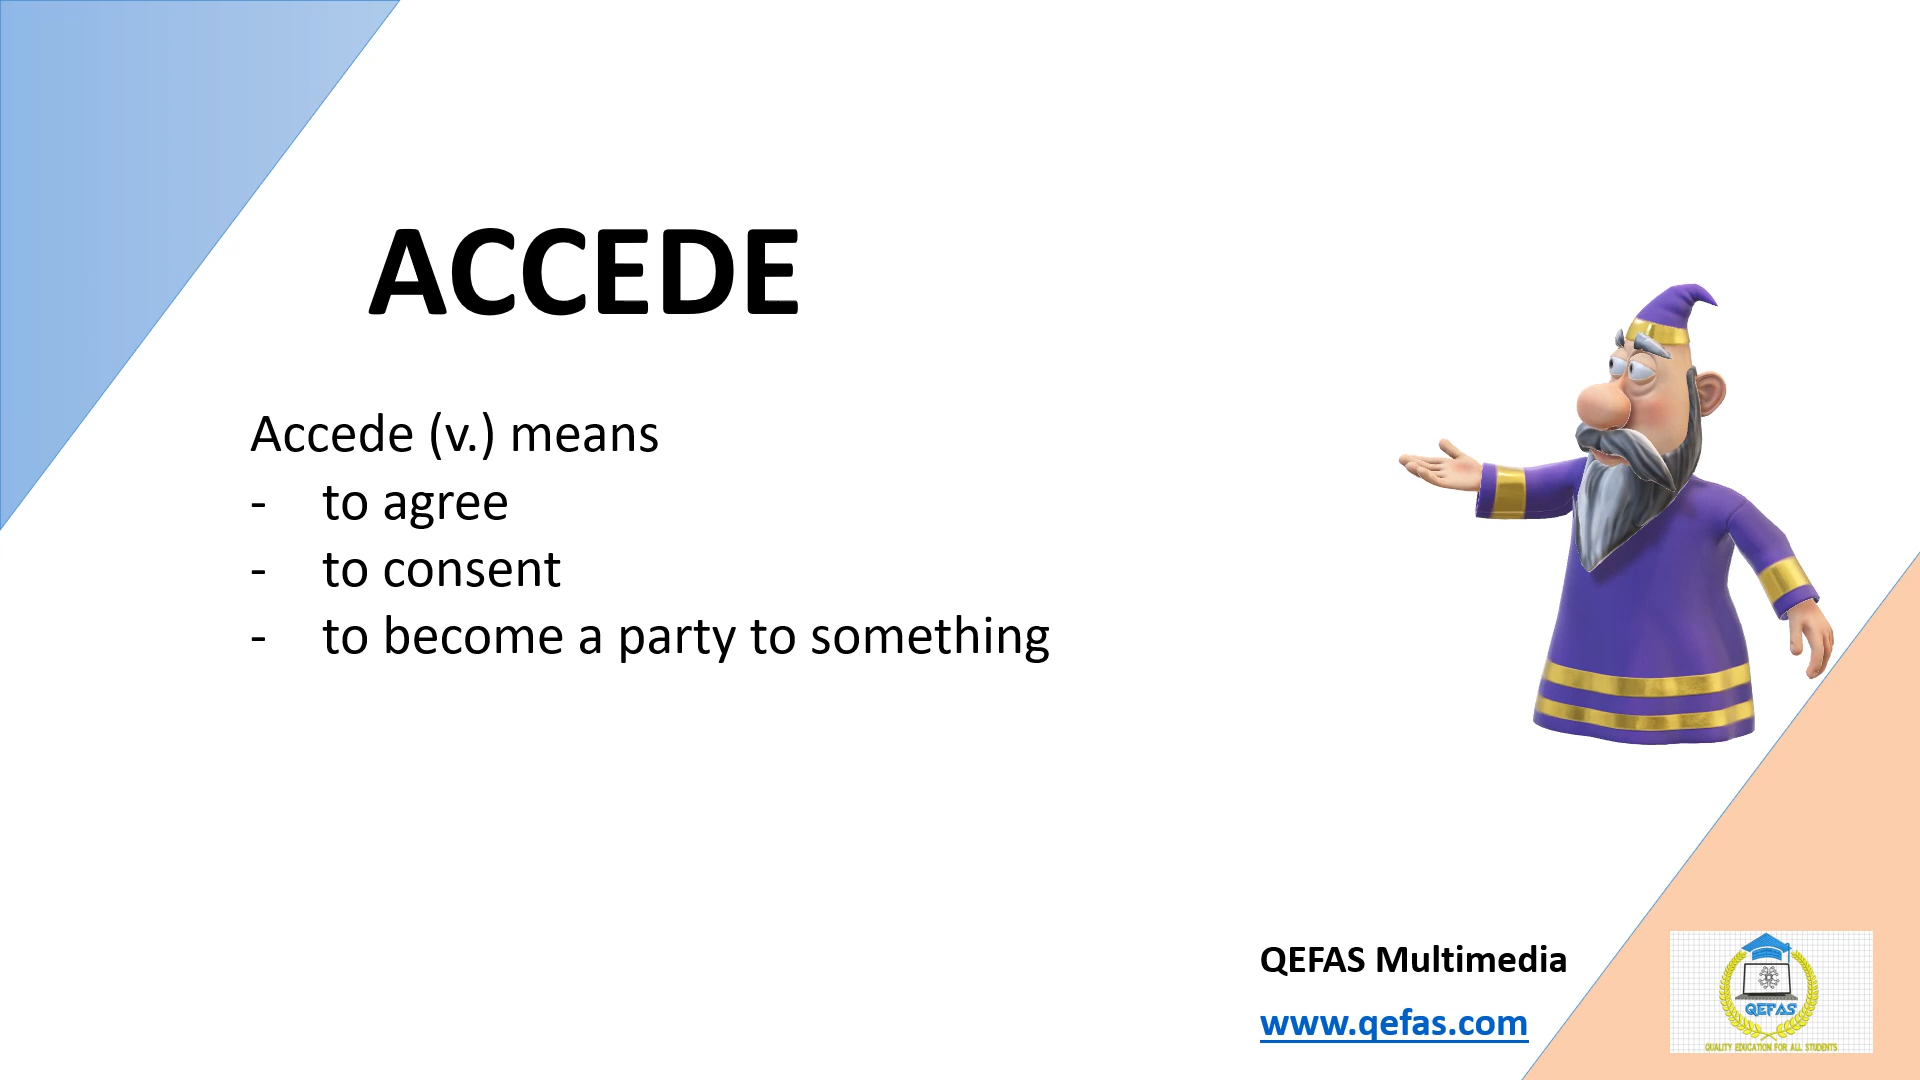 ACCEDE
Accede (v.) means
- to agree
- to consent
- to become a party to something
QEFAS Multimedia
www.qefas.com
QEFAS
QUALITY EDUCATION FOR ALL STUDENTS